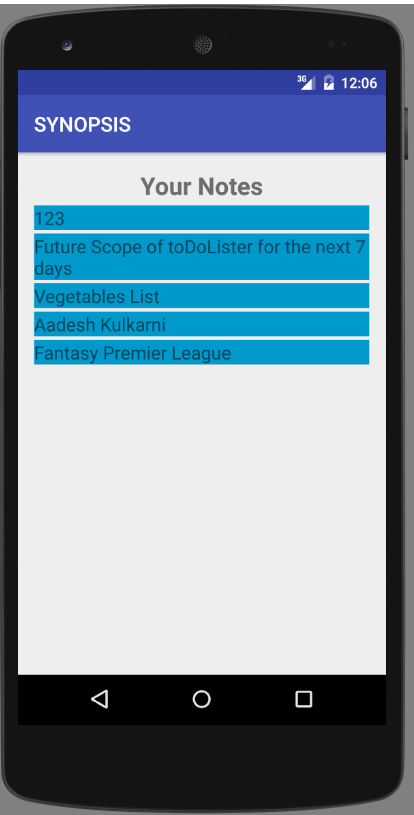 3G 12:06
SYNOPSIS
Your Notes
123
Future Scope of toDoLister for the next 7
days
Vegetables List
Aadesh Kulkarni
Fantasy Premier League